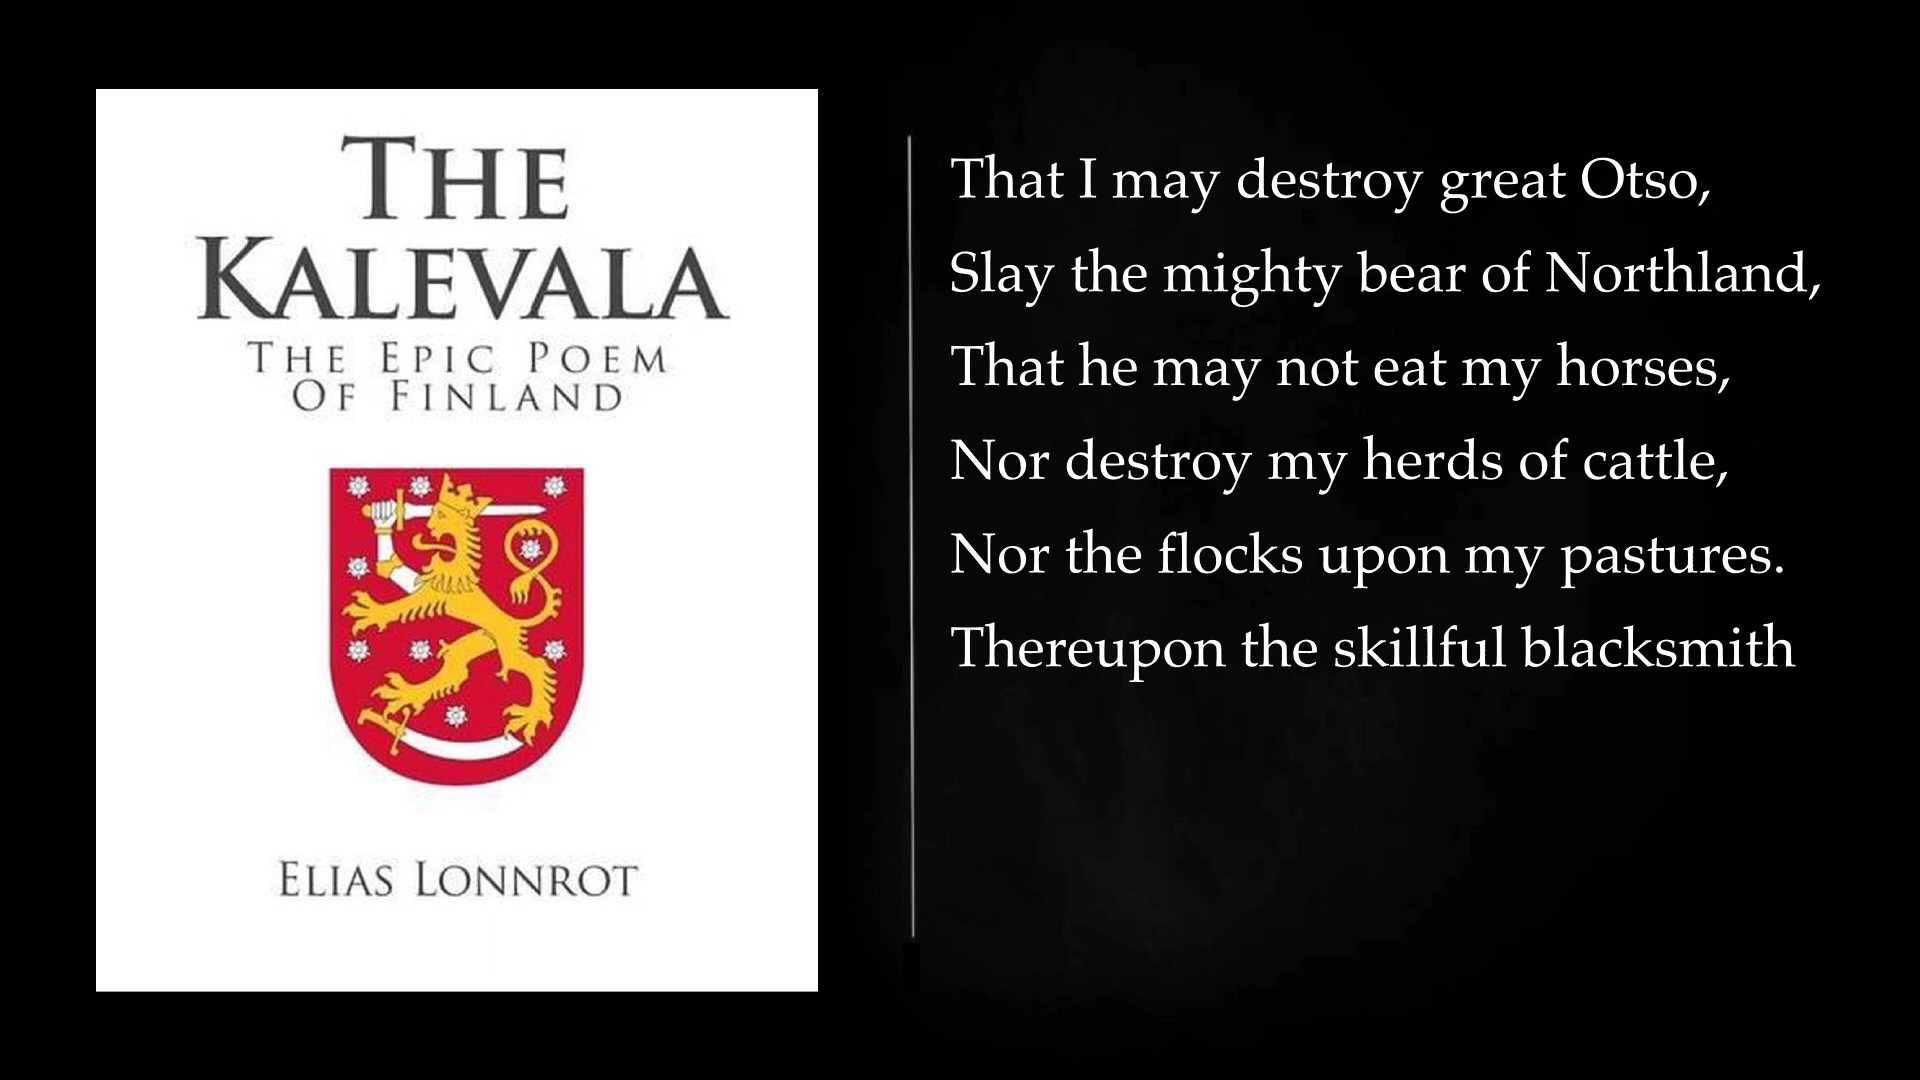 THE
KALEVALA
THE EPIC POEM
OF FINLAND
ELIAS LONNROT
That I may destroy great Otso,
Slay the mighty bear of Northland,
That he may not eat my horses,
Nor destroy my herds of cattle,
Nor the flocks upon my pastures.
Thereupon the skillful blacksmith